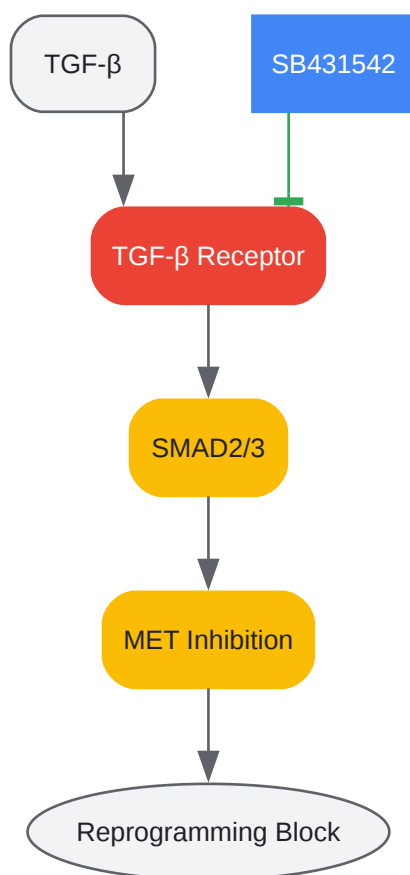 TGF-β
SB431542
TGF-β Receptor
SMAD2/3
MET Inhibition
Reprogramming Block